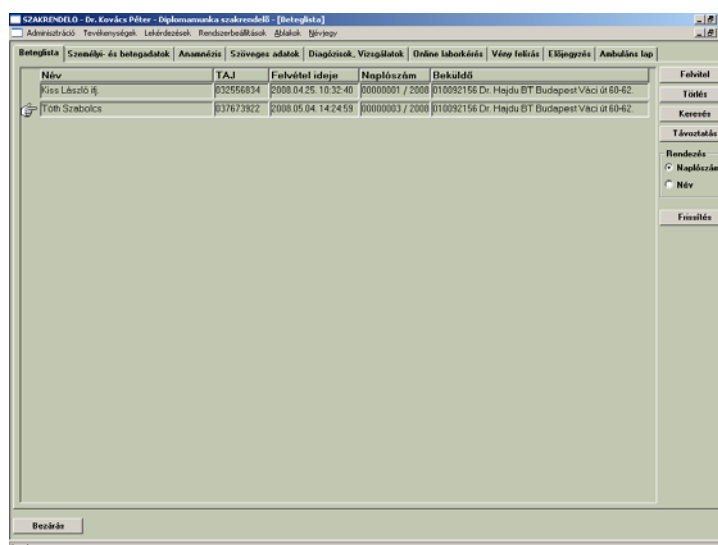 SZAKRENDELŐ - Dr. Kovács Péter - Diplomamunka szakrendelő - [Beteglista]
Adminisztráció Tevékenységek Lekérdezések Rendszerbeállítások Ablakok Névjegy
Beteglista Személyi- és betegadatok Anamnézis Szöveges adatok Diagózisok, Vizsgálatok Online laborkérés Vény felírás Előjegyzés Ambuláns lap
Név TAJ Felvétel ideje Naplószám Beküldő
Kiss László ifj. 032556834 2008.04.25. 10:32:40 00000001 / 2008 010092156 Dr. Hajdu BT Budapest Váci út 60-62.
Tóth Szabolcs 037673922 2008.05.04. 14:24:59 00000003 / 2008 010092156 Dr. Hajdu BT Budapest Váci út 60-62.
Felvitel
Törlés
Keresés
Távoztatás
Rendezés
Naplószám
Név
Frissítés
Bezárás